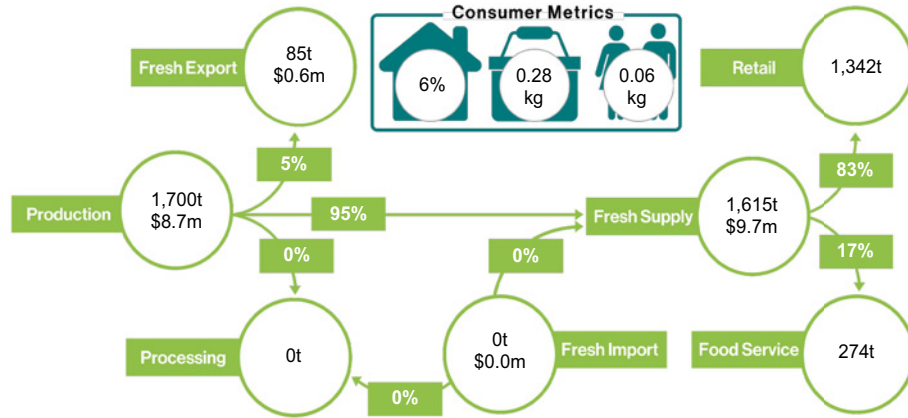 Consumer Metrics
Fresh Export
85t
$0.6m
6%
0.28
kg
0.06
kg
Retail
1,342t
5%
83%
Production
1,700t
$8.7m
95%
Fresh Supply
1,615t
$9.7m
0%
0%
17%
Processing
0t
0t
$0.0m
Fresh Import
Food Service
274t
0%